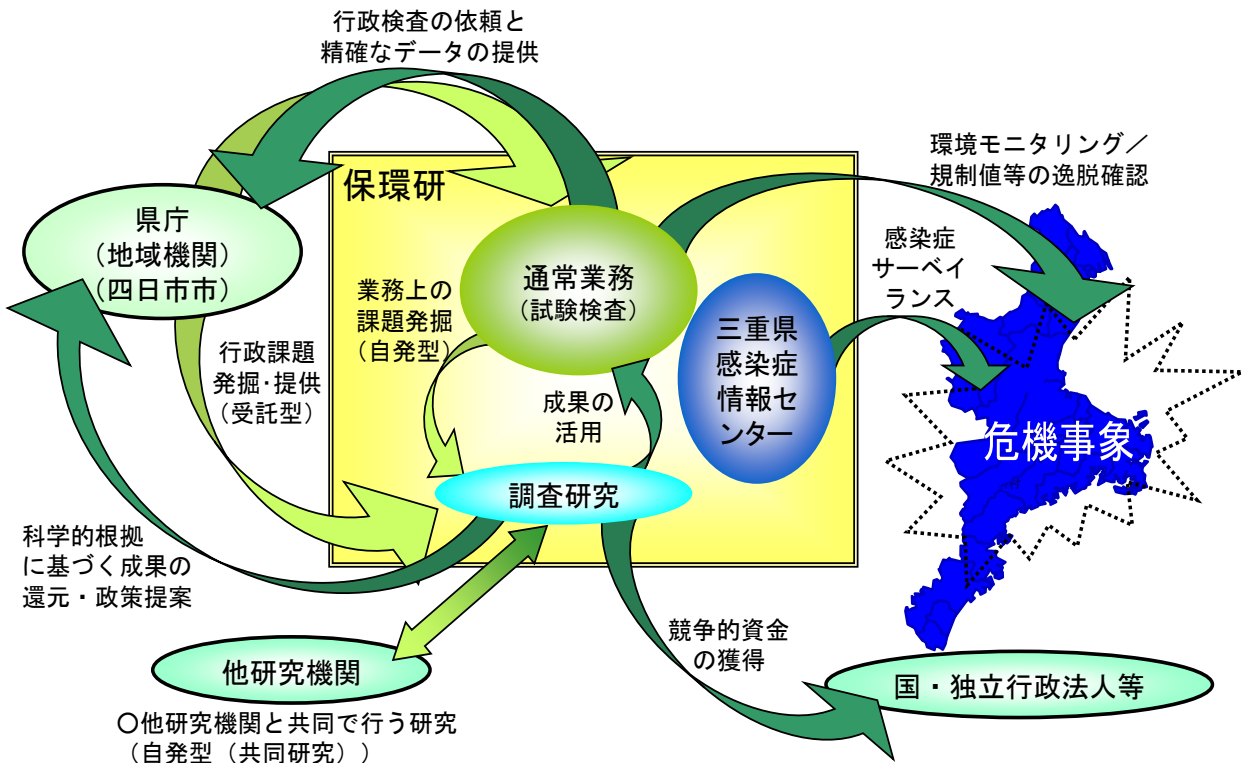 行政検査の依頼と
精確なデータの提供
環境モニタリング／
規制値等の逸脱確認
保環研
県庁
（地域機関）
（四日市市）
通常業務
（試験検査）
感染症
サーベイ
ランス
業務上の
課題発掘
（自発型）
三重県
感染症
情報セ
ンター
行政課題
発掘･提供
（受託型）
成果の
活用
危機事象
調査研究
科学的根拠
に基づく成果の
還元・政策提案
競争的資金
の獲得
他研究機関
国・独立行政法人等
〇他研究機関と共同で行う研究
（自発型（共同研究））